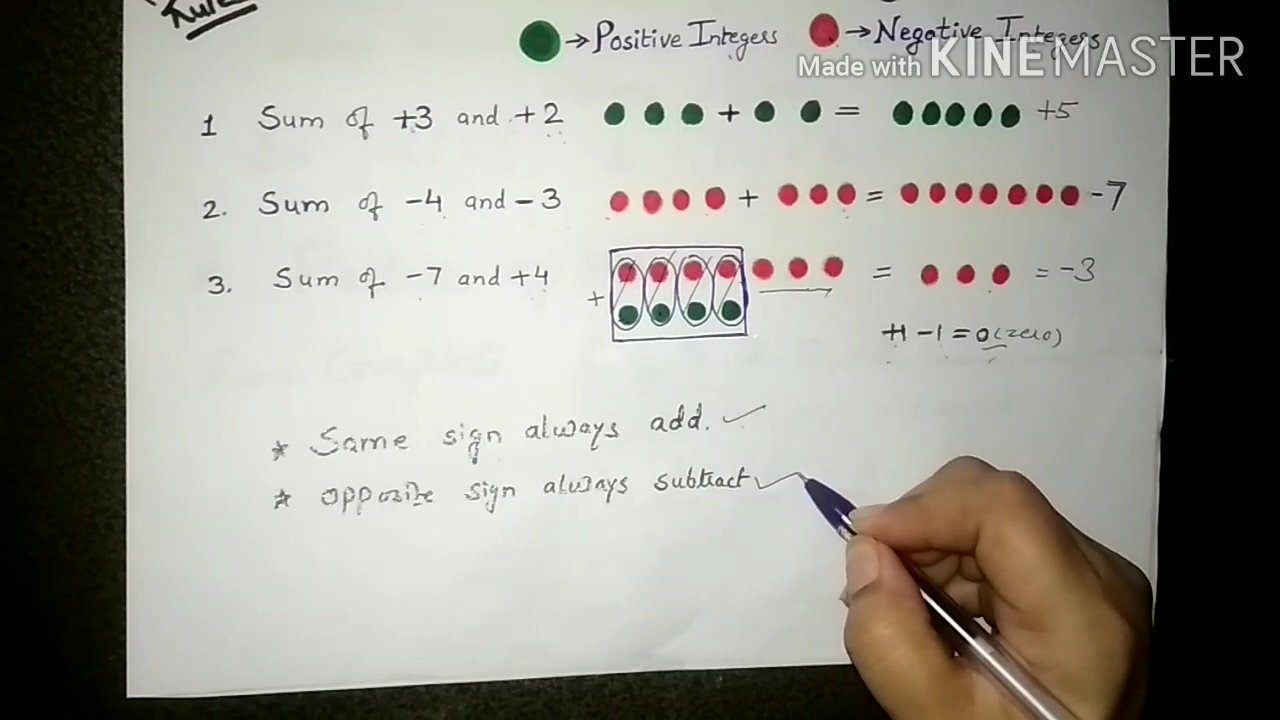 → Positive Integers → Negative Integers
Made with KINEMASTER
1 Sum of +3 and +2 + = +5
2. Sum of -4 and -3 + = -7
3. Sum of -7 and +4 + = = -3
+1 -1 = 0 (zero)
* Same sign always add. ✓
* opposite sign always subtract ✓